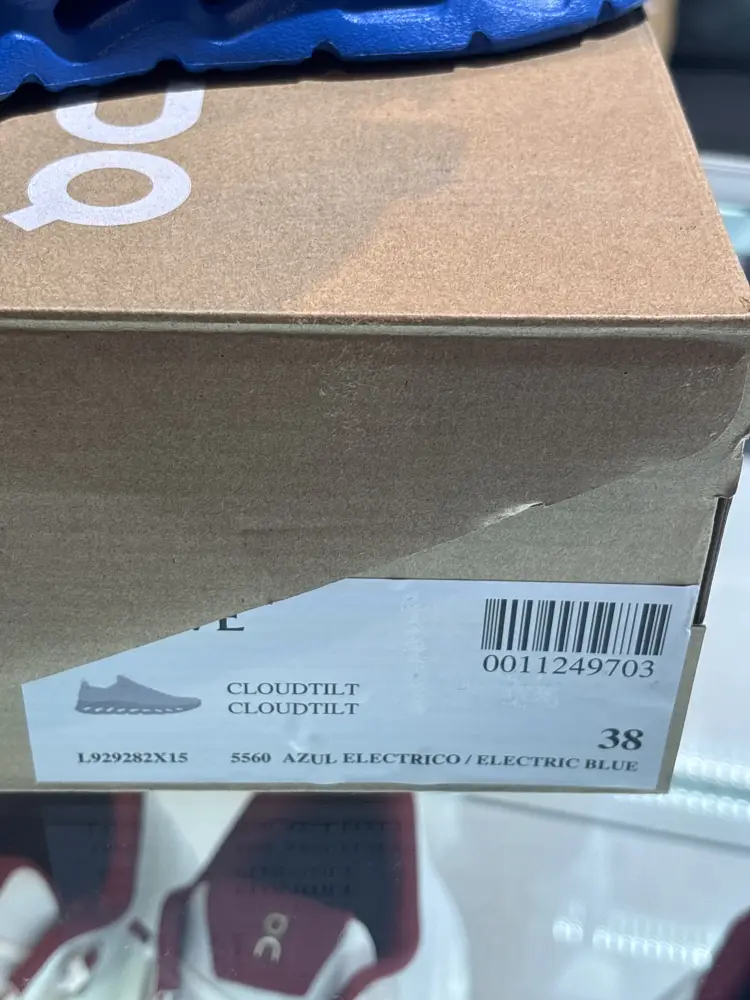 0011249703
CLOUDTILT
CLOUDTILT
38
L929282X15 5560 AZUL ELECTRICO / ELECTRIC BLUE